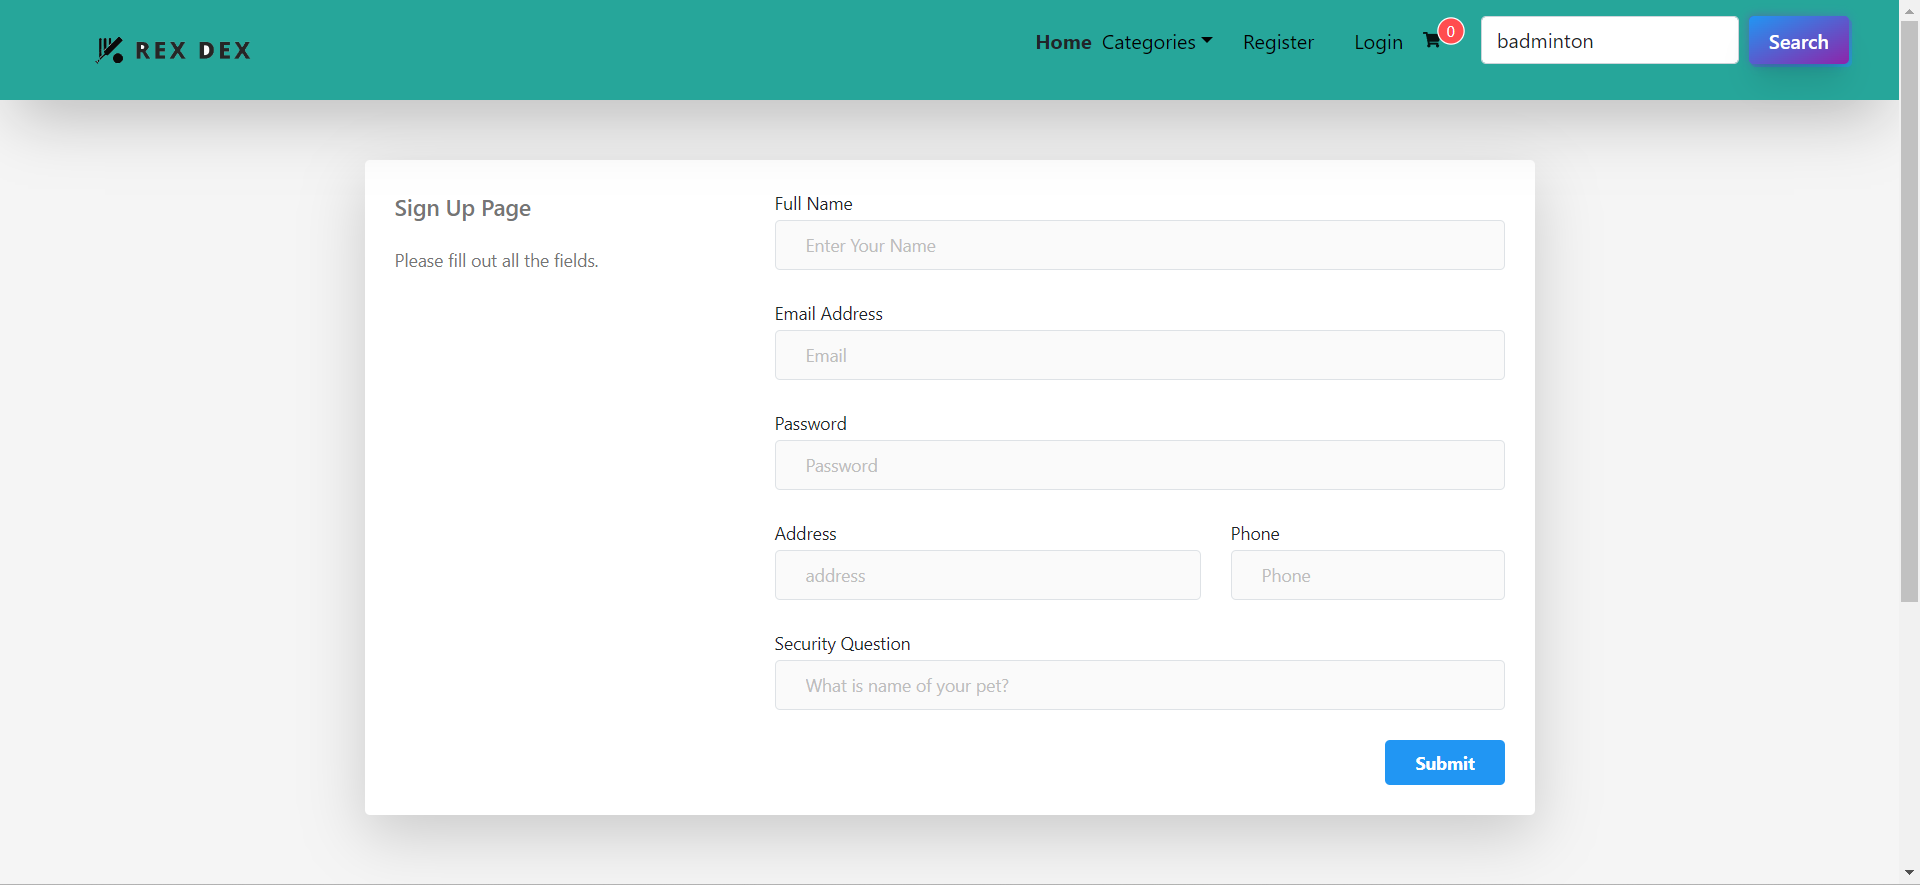 REX DEX
Home Categories Register Login 0 badminton Search
Sign Up Page
Please fill out all the fields.
Full Name
Enter Your Name
Email Address
Email
Password
Password
Address Phone
address Phone
Security Question
What is name of your pet?
Submit